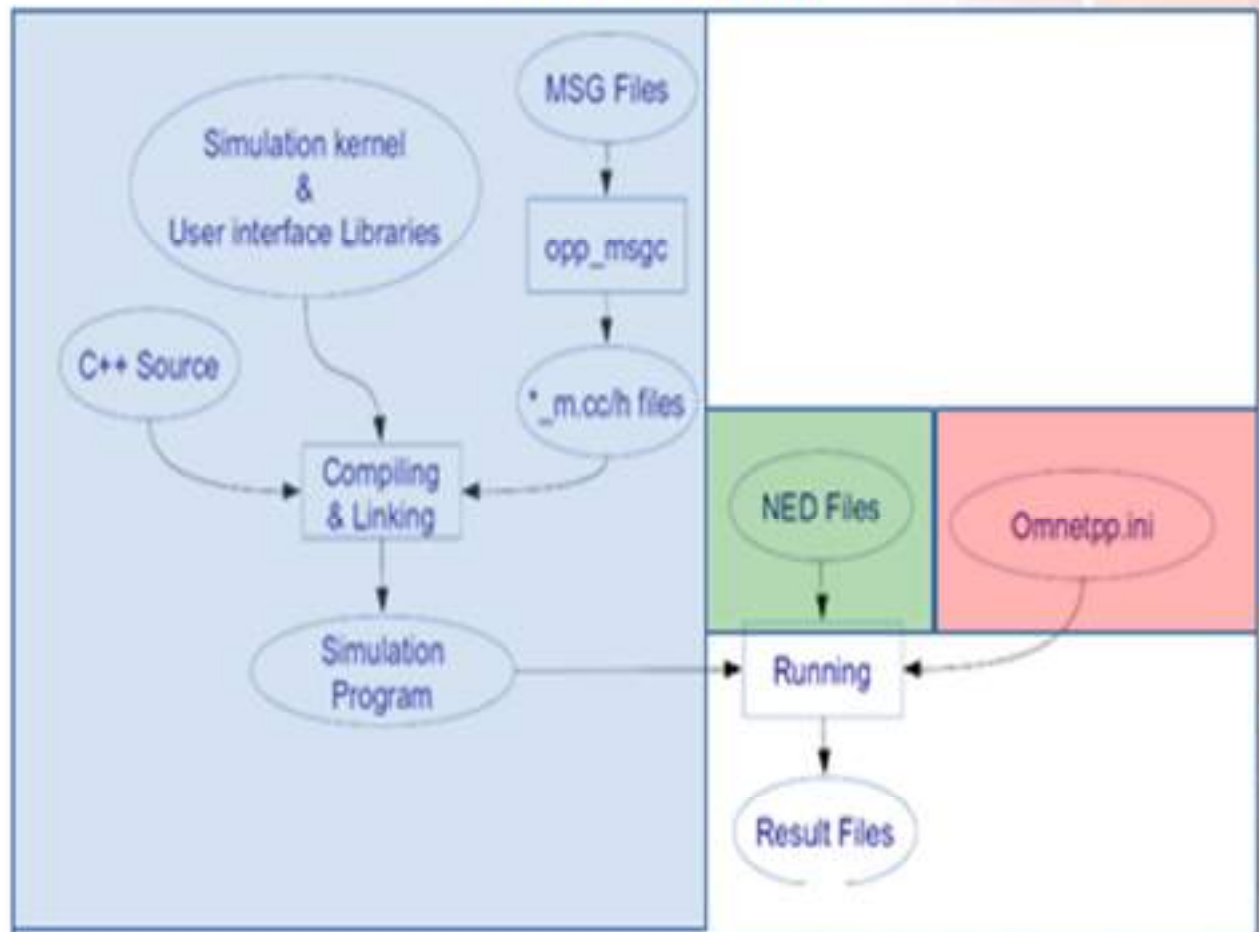 MSG Files
Simulation kernel
&
User interface Libraries
opp_msgc
C++ Source
*_m.cc/h files
Compiling
& Linking
NED Files
Omnetpp.ini
Simulation
Program
Running
Result Files